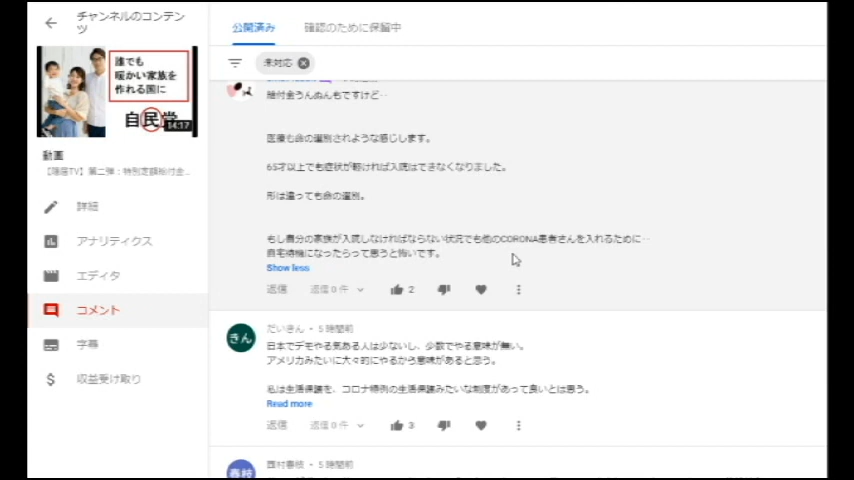 チャンネルのコンテンツ
公開済み
確認のために保留中
未対応
誰でも
暖かい家族を
作れる国に
自民党
14:17
動画
【隆座TV】第二弾：特別定額給付金...
詳細
アナリティクス
エディタ
コメント
字幕
収益受け取り
給付金うんぬんもですけど‥
医療も命の選別されような感じします。
65才以上でも症状が軽ければ入院はできなくなりました。
形は違っても命の選別。
もし自分の家族が入院しなければならない状況でも他のCORONA患者さんを入れるために‥
自宅待機になったらって思うと怖いです。
Show less
返信
返信 0 件
2
きん
だいきん • 5 時間前
日本でデモやる気ある人は少ないし、少数でやる意味が無い。
アメリカみたいに大々的にやるから意味があると思う。
私は生活保護を、コロナ特例の生活保護みたいな制度があって良いとは思う。
Read more
返信
返信 0 件
3
春枝
西村春枝 • 5 時間前